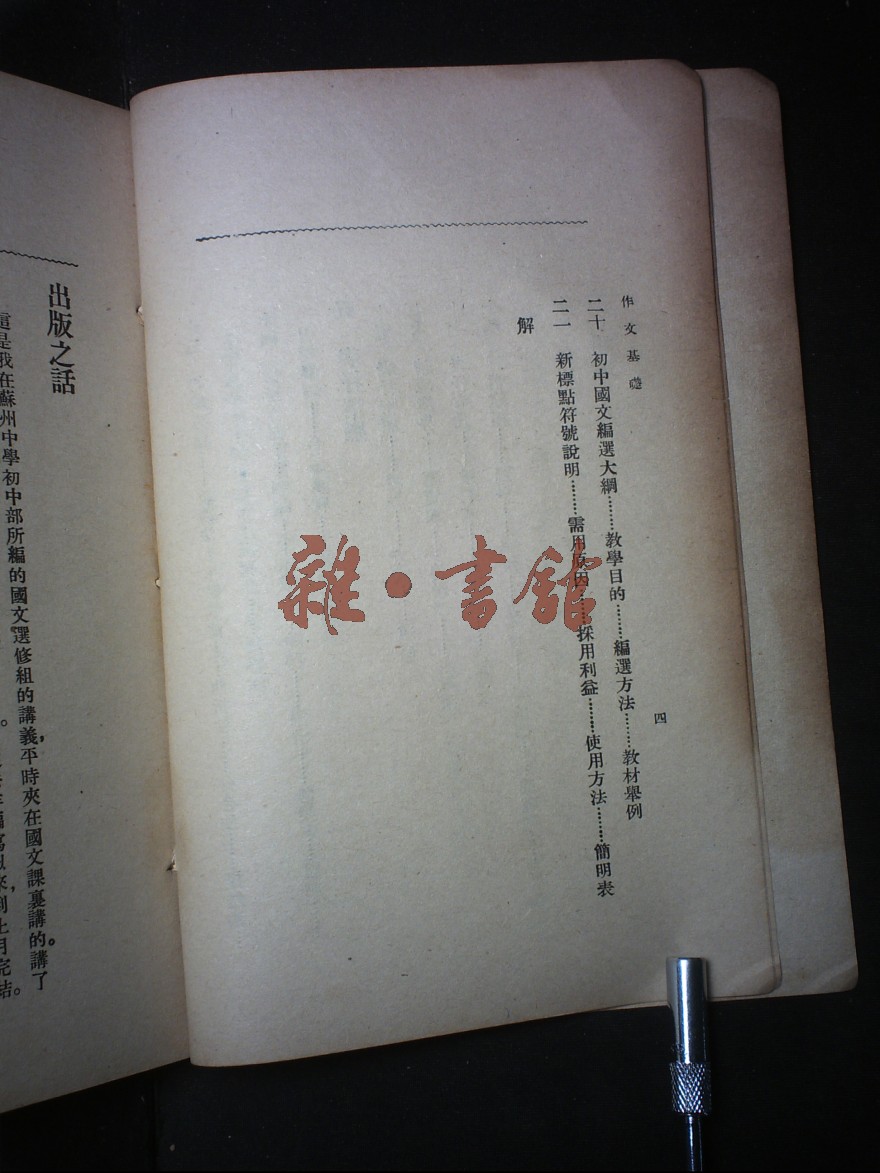 作文基礎
四
二十 初中國文編選大綱………教學目的………編選方法………教材舉例
二一 新標點符號說明………需用原因………採用利益………使用方法………簡明表
解
雜·書館
出版之話
這是我在蘇州中學初中部所編的國文選修組的講義,平時夾在國文課裏講的。講了